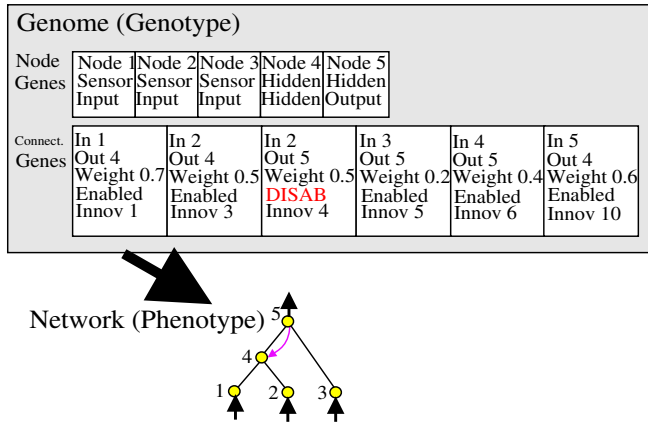 Genome (Genotype)
Node Genes
Node 1 Sensor Input
Node 2 Sensor Input
Node 3 Sensor Input
Node 4 Hidden Hidden
Node 5 Hidden Output
Connect. Genes
In 1
Out 4
Weight 0.7
Enabled
Innov 1
In 2
Out 4
Weight 0.5
Enabled
Innov 3
In 2
Out 5
Weight 0.5
DISAB
Innov 4
In 3
Out 5
Weight 0.2
Enabled
Innov 5
In 4
Out 5
Weight 0.4
Enabled
Innov 6
In 5
Out 4
Weight 0.6
Enabled
Innov 10
Network (Phenotype)
5
4
1
2
3